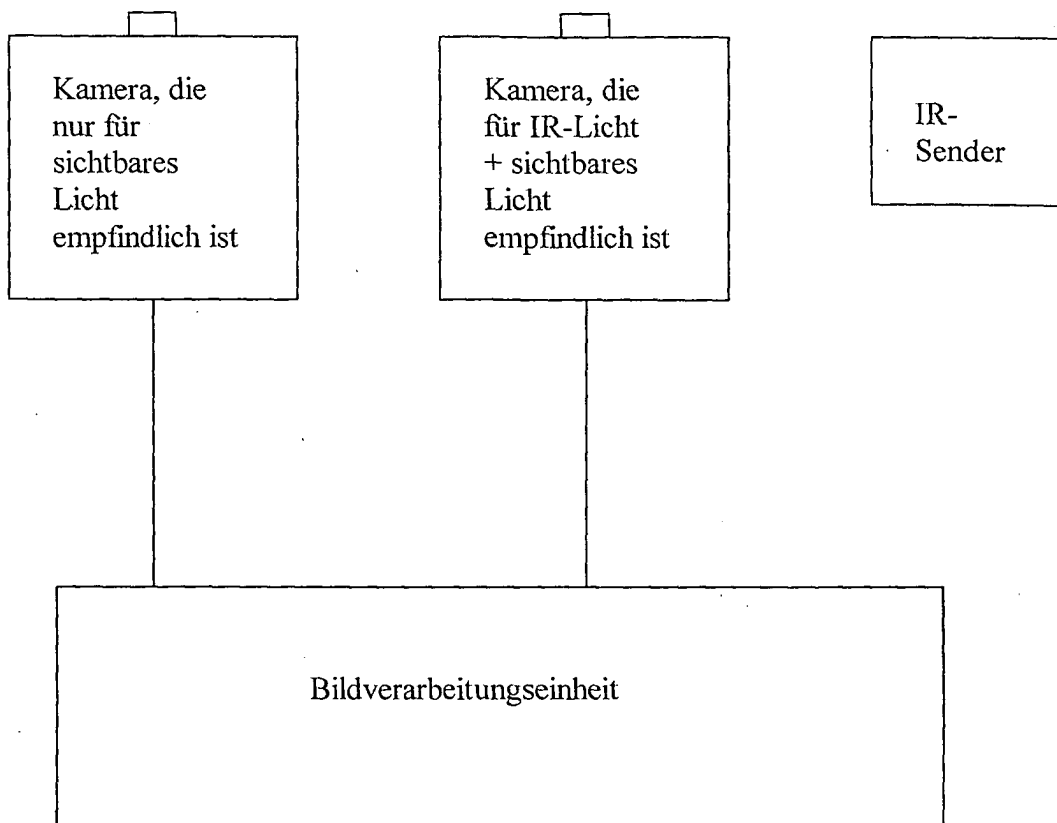 Kamera, die
nur für
sichtbares
Licht
empfindlich ist
Kamera, die
für IR-Licht
+ sichtbares
Licht
empfindlich ist
IR-
Sender
Bildverarbeitungseinheit